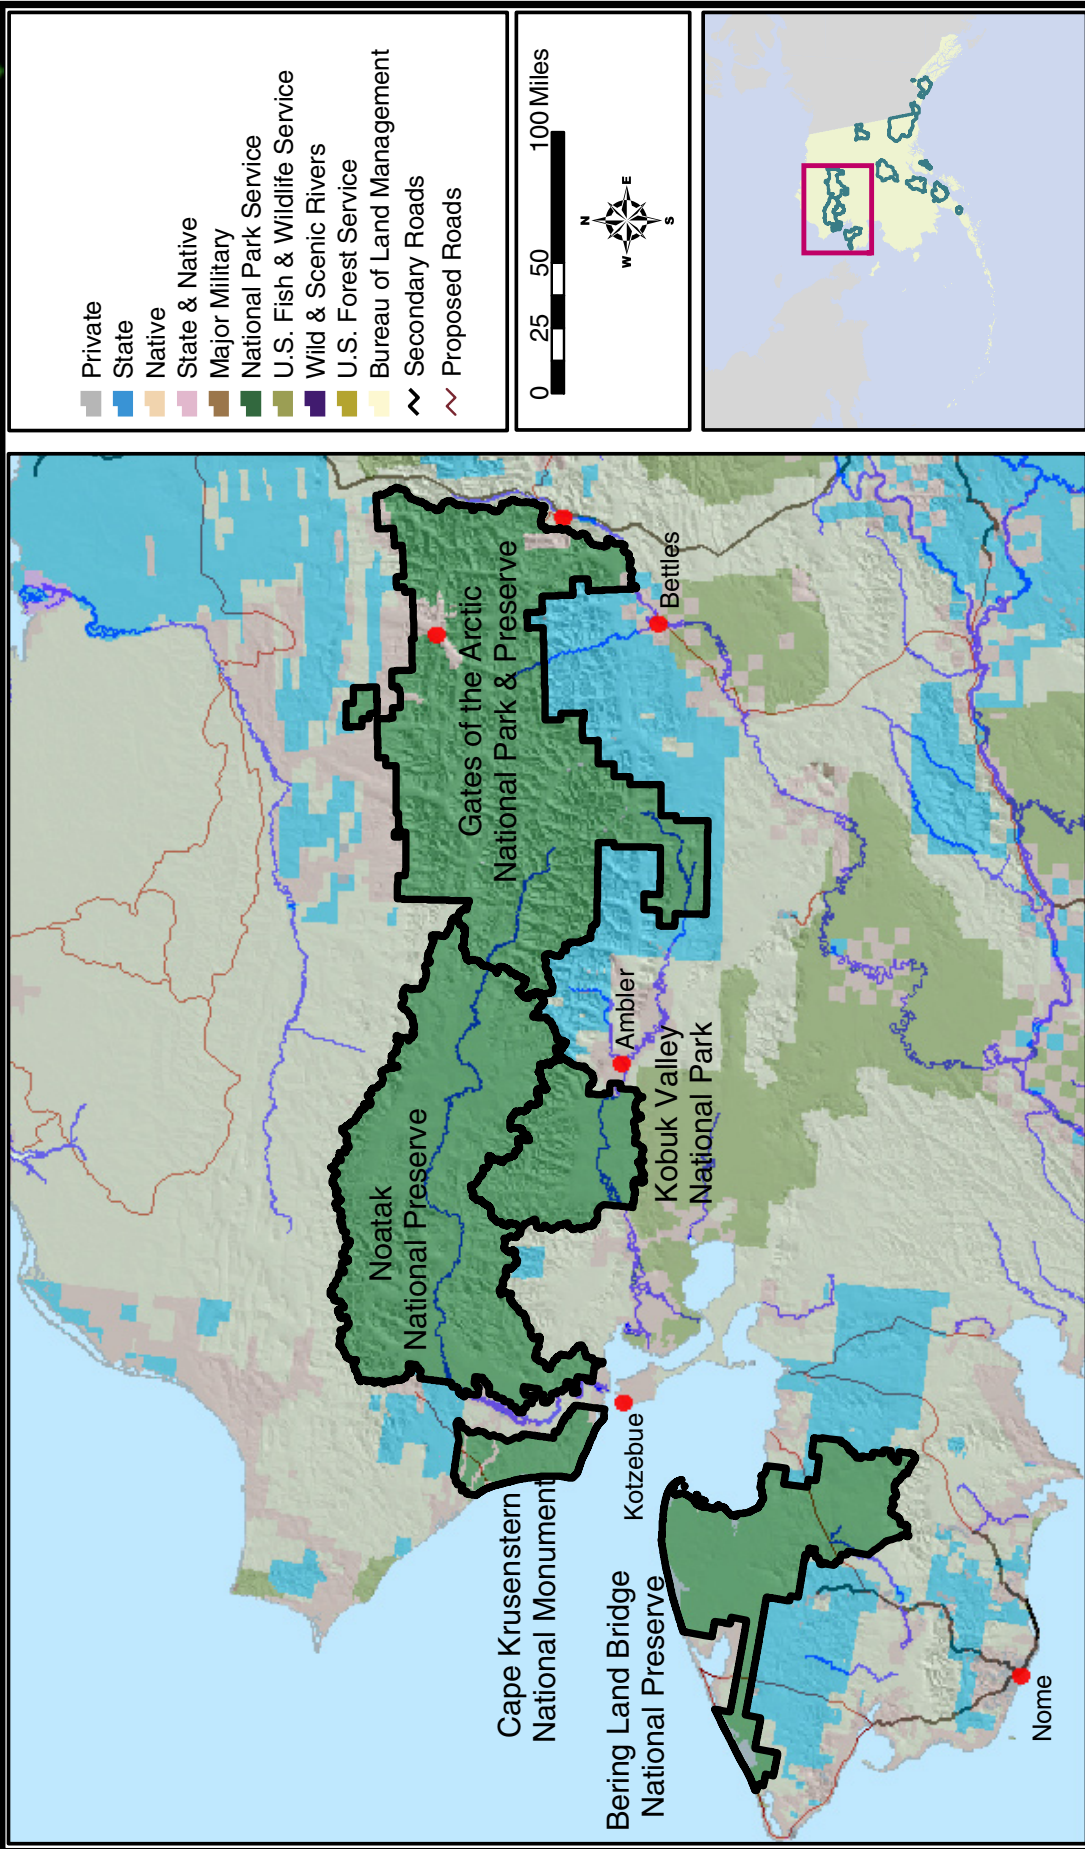 Private
State
Native
State & Native
Major Military
National Park Service
U.S. Fish & Wildlife Service
Wild & Scenic Rivers
U.S. Forest Service
Bureau of Land Management
Secondary Roads
Proposed Roads
0 25 50 100 Miles
N
W E
S
Noatak
National Preserve
Gates of the Arctic
National Park & Preserve
Cape Krusenstern
National Monument
Bering Land Bridge
National Preserve
Kobuk Valley
National Park
Kotzebue
Ambler
Bettles
Nome